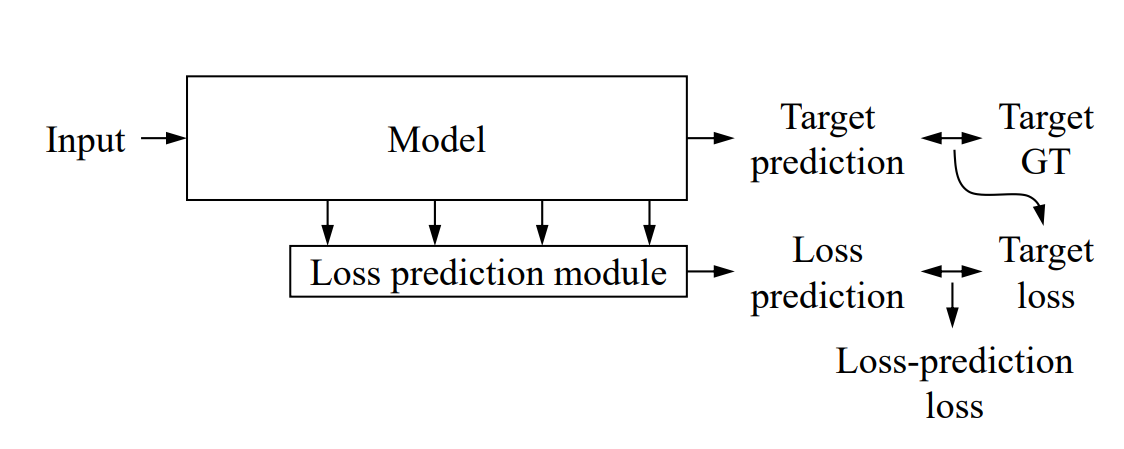 Input
Model
Target
prediction
Target
GT
Loss prediction module
Loss
prediction
Target
loss
Loss-prediction
loss